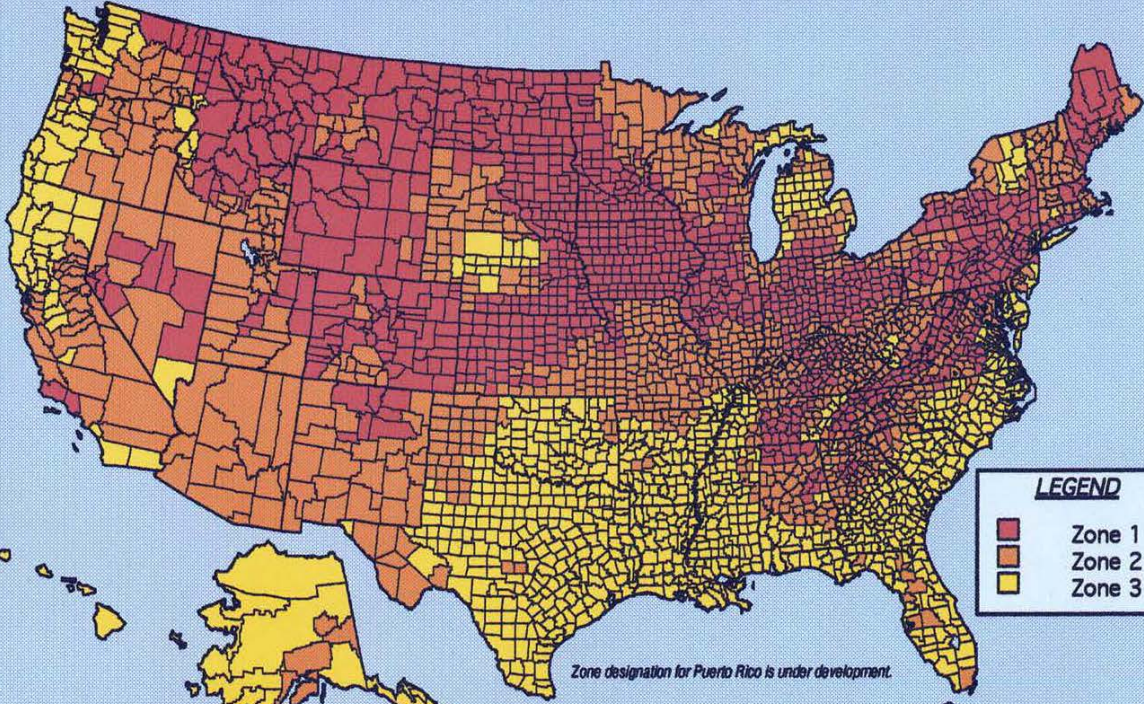 LEGEND
Zone 1
Zone 2
Zone 3
Zone designation for Puerto Rico is under development.